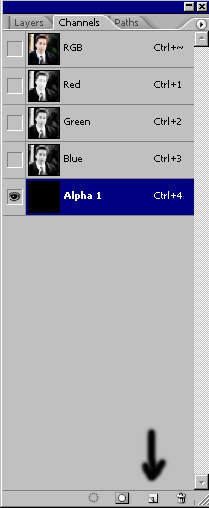 Layers Channels Paths
RGB Ctrl+~
Red Ctrl+1
Green Ctrl+2
Blue Ctrl+3
Alpha 1 Ctrl+4